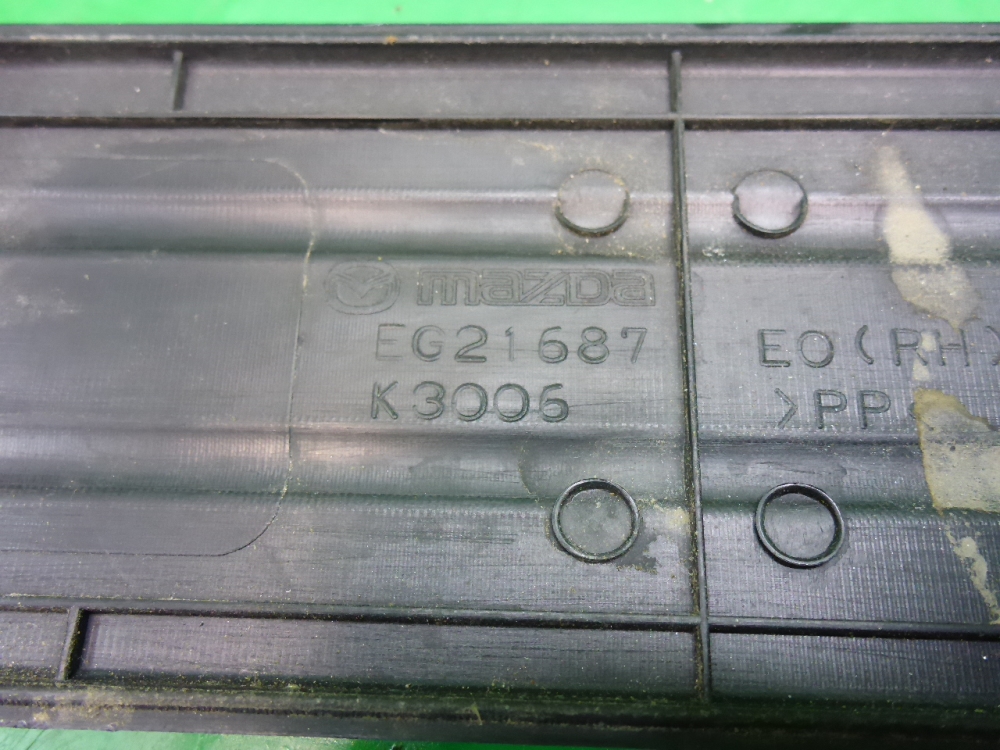 mazda
EG21687
K3006
EO(RH)
>PP